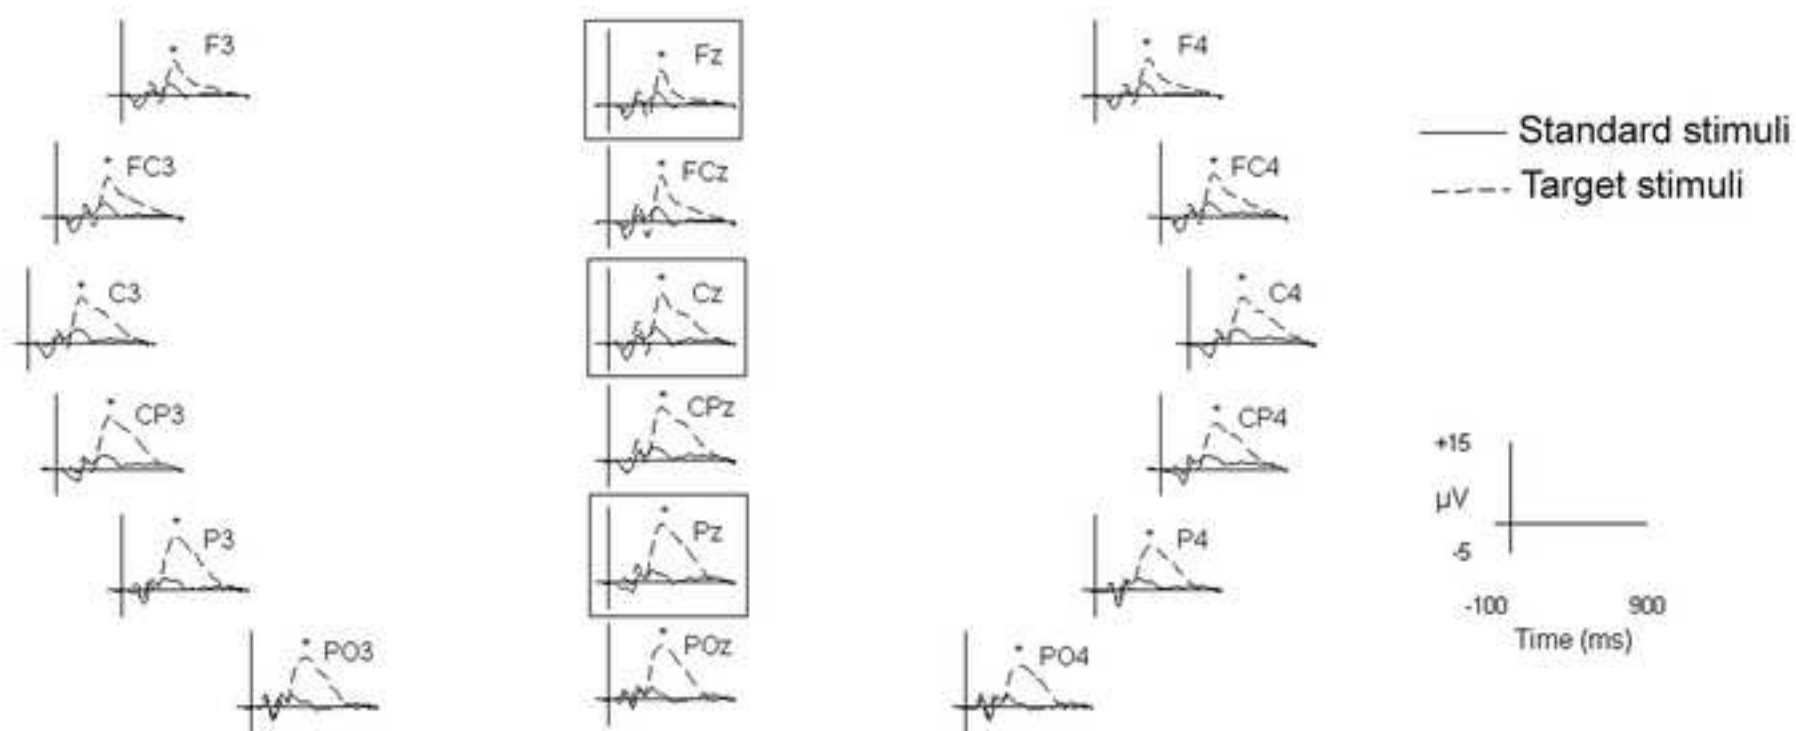 F3
Fz
F4
Standard stimuli
Target stimuli
FC3
FCz
FC4
C3
Cz
C4
CP3
CPz
CP4
P3
Pz
P4
PO3
POz
PO4
+15
µV
-5
-100 900
Time (ms)